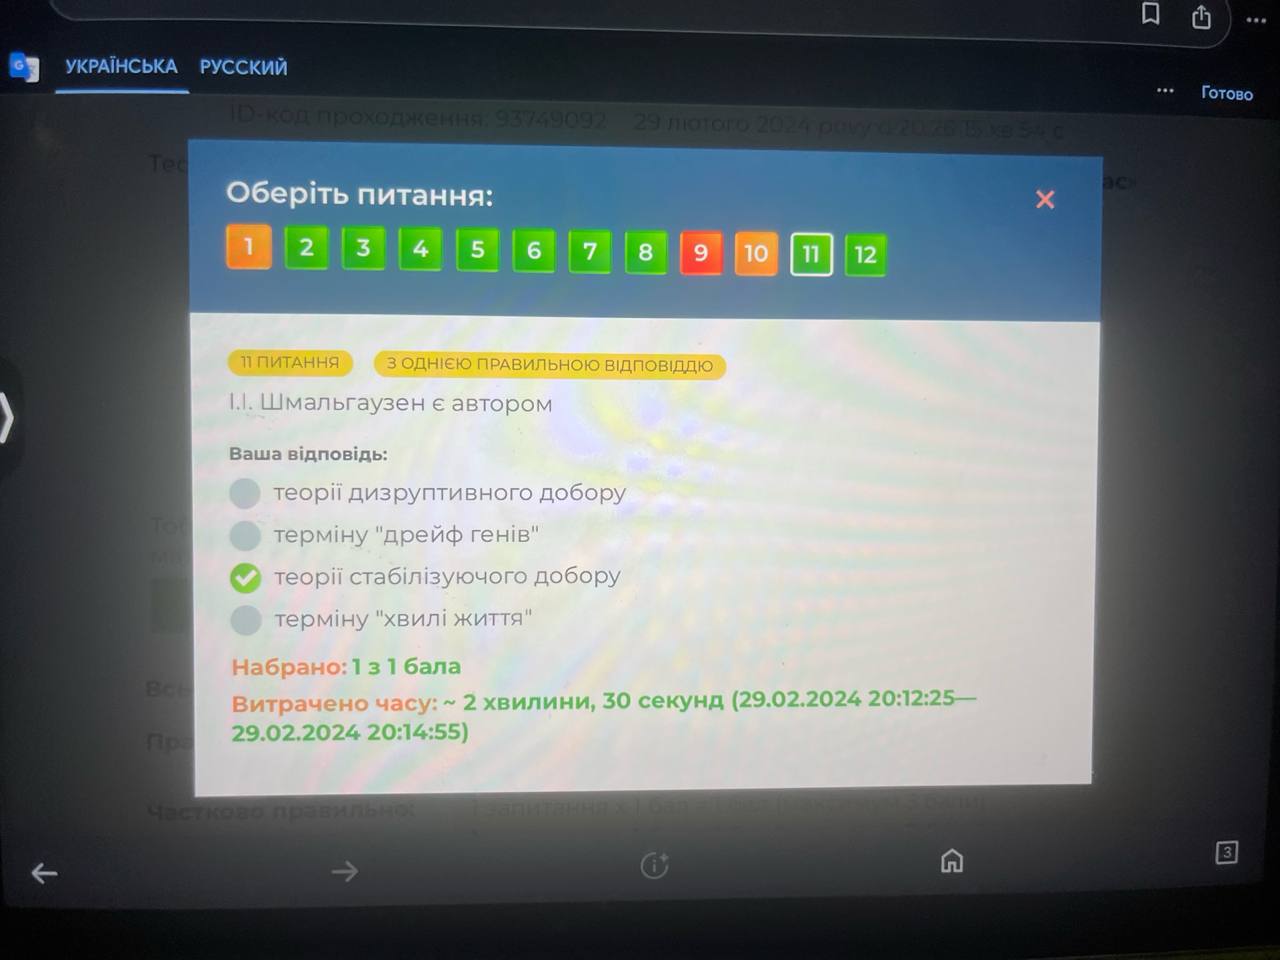 УКРАЇНСЬКА РУССКИЙ
Готово
ID-код проходження: 93749092 29 лютого 2024 року о 20:26:15
Оберіть питання:
1 2 3 4 5 6 7 8 9 10 11 12
11 ПИТАННЯ З ОДНІЄЮ ПРАВИЛЬНОЮ ВІДПОВІДДЮ
І.І. Шмальгаузен є автором
Ваша відповідь:
теорії дизруптивного добору
терміну "дрейф генів"
теорії стабілізуючого добору
терміну "хвилі життя"
Набрано: 1 з 1 бала
Витрачено часу: ~ 2 хвилини, 30 секунд (29.02.2024 20:12:25—
29.02.2024 20:14:55)
Частково правильно:
3